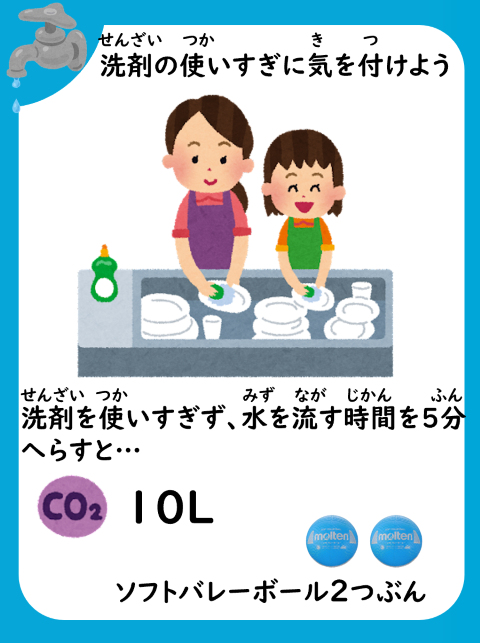 せんざい つか き つ
洗剤の使いすぎに気を付けよう
せんざい つか みず なが じかん ふん
洗剤を使いすぎず、水を流す時間を5分
へらすと…
CO2 10L
molten molten
ソフトバレーボール2つぶん